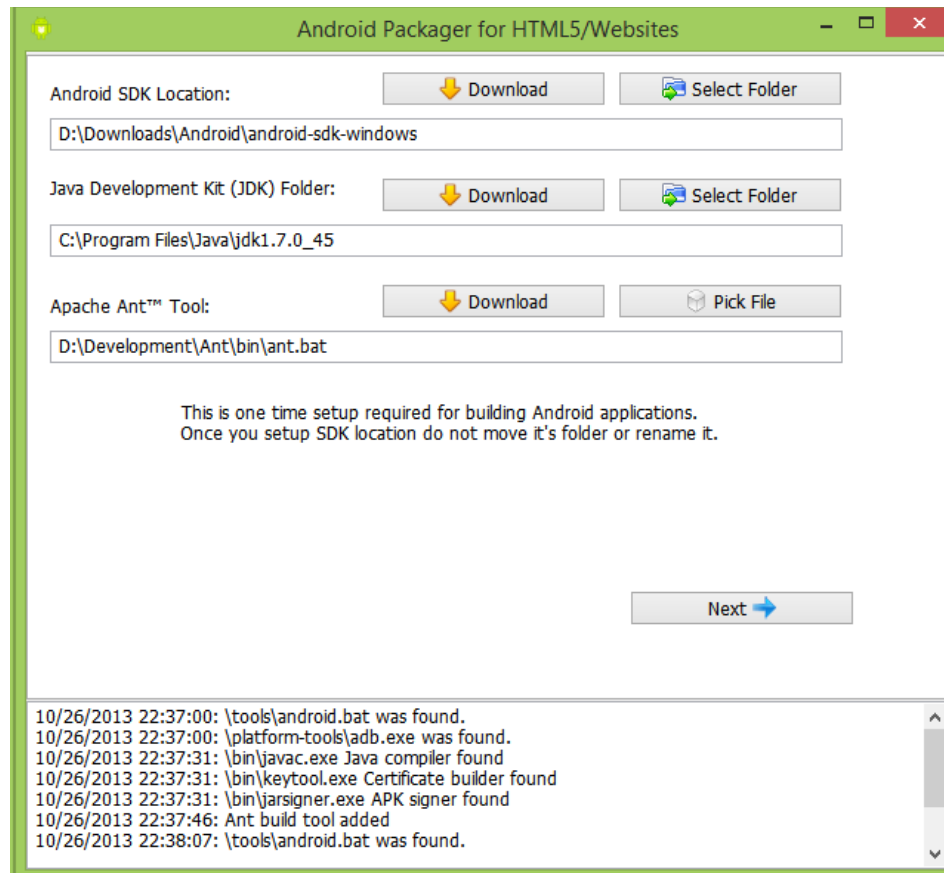 Android Packager for HTML5/Websites
Android SDK Location:
Download
Select Folder
D:\Downloads\Android\android-sdk-windows
Java Development Kit (JDK) Folder:
Download
Select Folder
C:\Program Files\Java\jdk1.7.0_45
Apache Ant™ Tool:
Download
Pick File
D:\Development\Ant\bin\ant.bat
This is one time setup required for building Android applications.
Once you setup SDK location do not move it's folder or rename it.
Next
10/26/2013 22:37:00: \tools\android.bat was found.
10/26/2013 22:37:00: \platform-tools\adb.exe was found.
10/26/2013 22:37:31: \bin\javac.exe Java compiler found
10/26/2013 22:37:31: \bin\keytool.exe Certificate builder found
10/26/2013 22:37:31: \bin\jarsigner.exe APK signer found
10/26/2013 22:37:46: Ant build tool added
10/26/2013 22:38:07: \tools\android.bat was found.